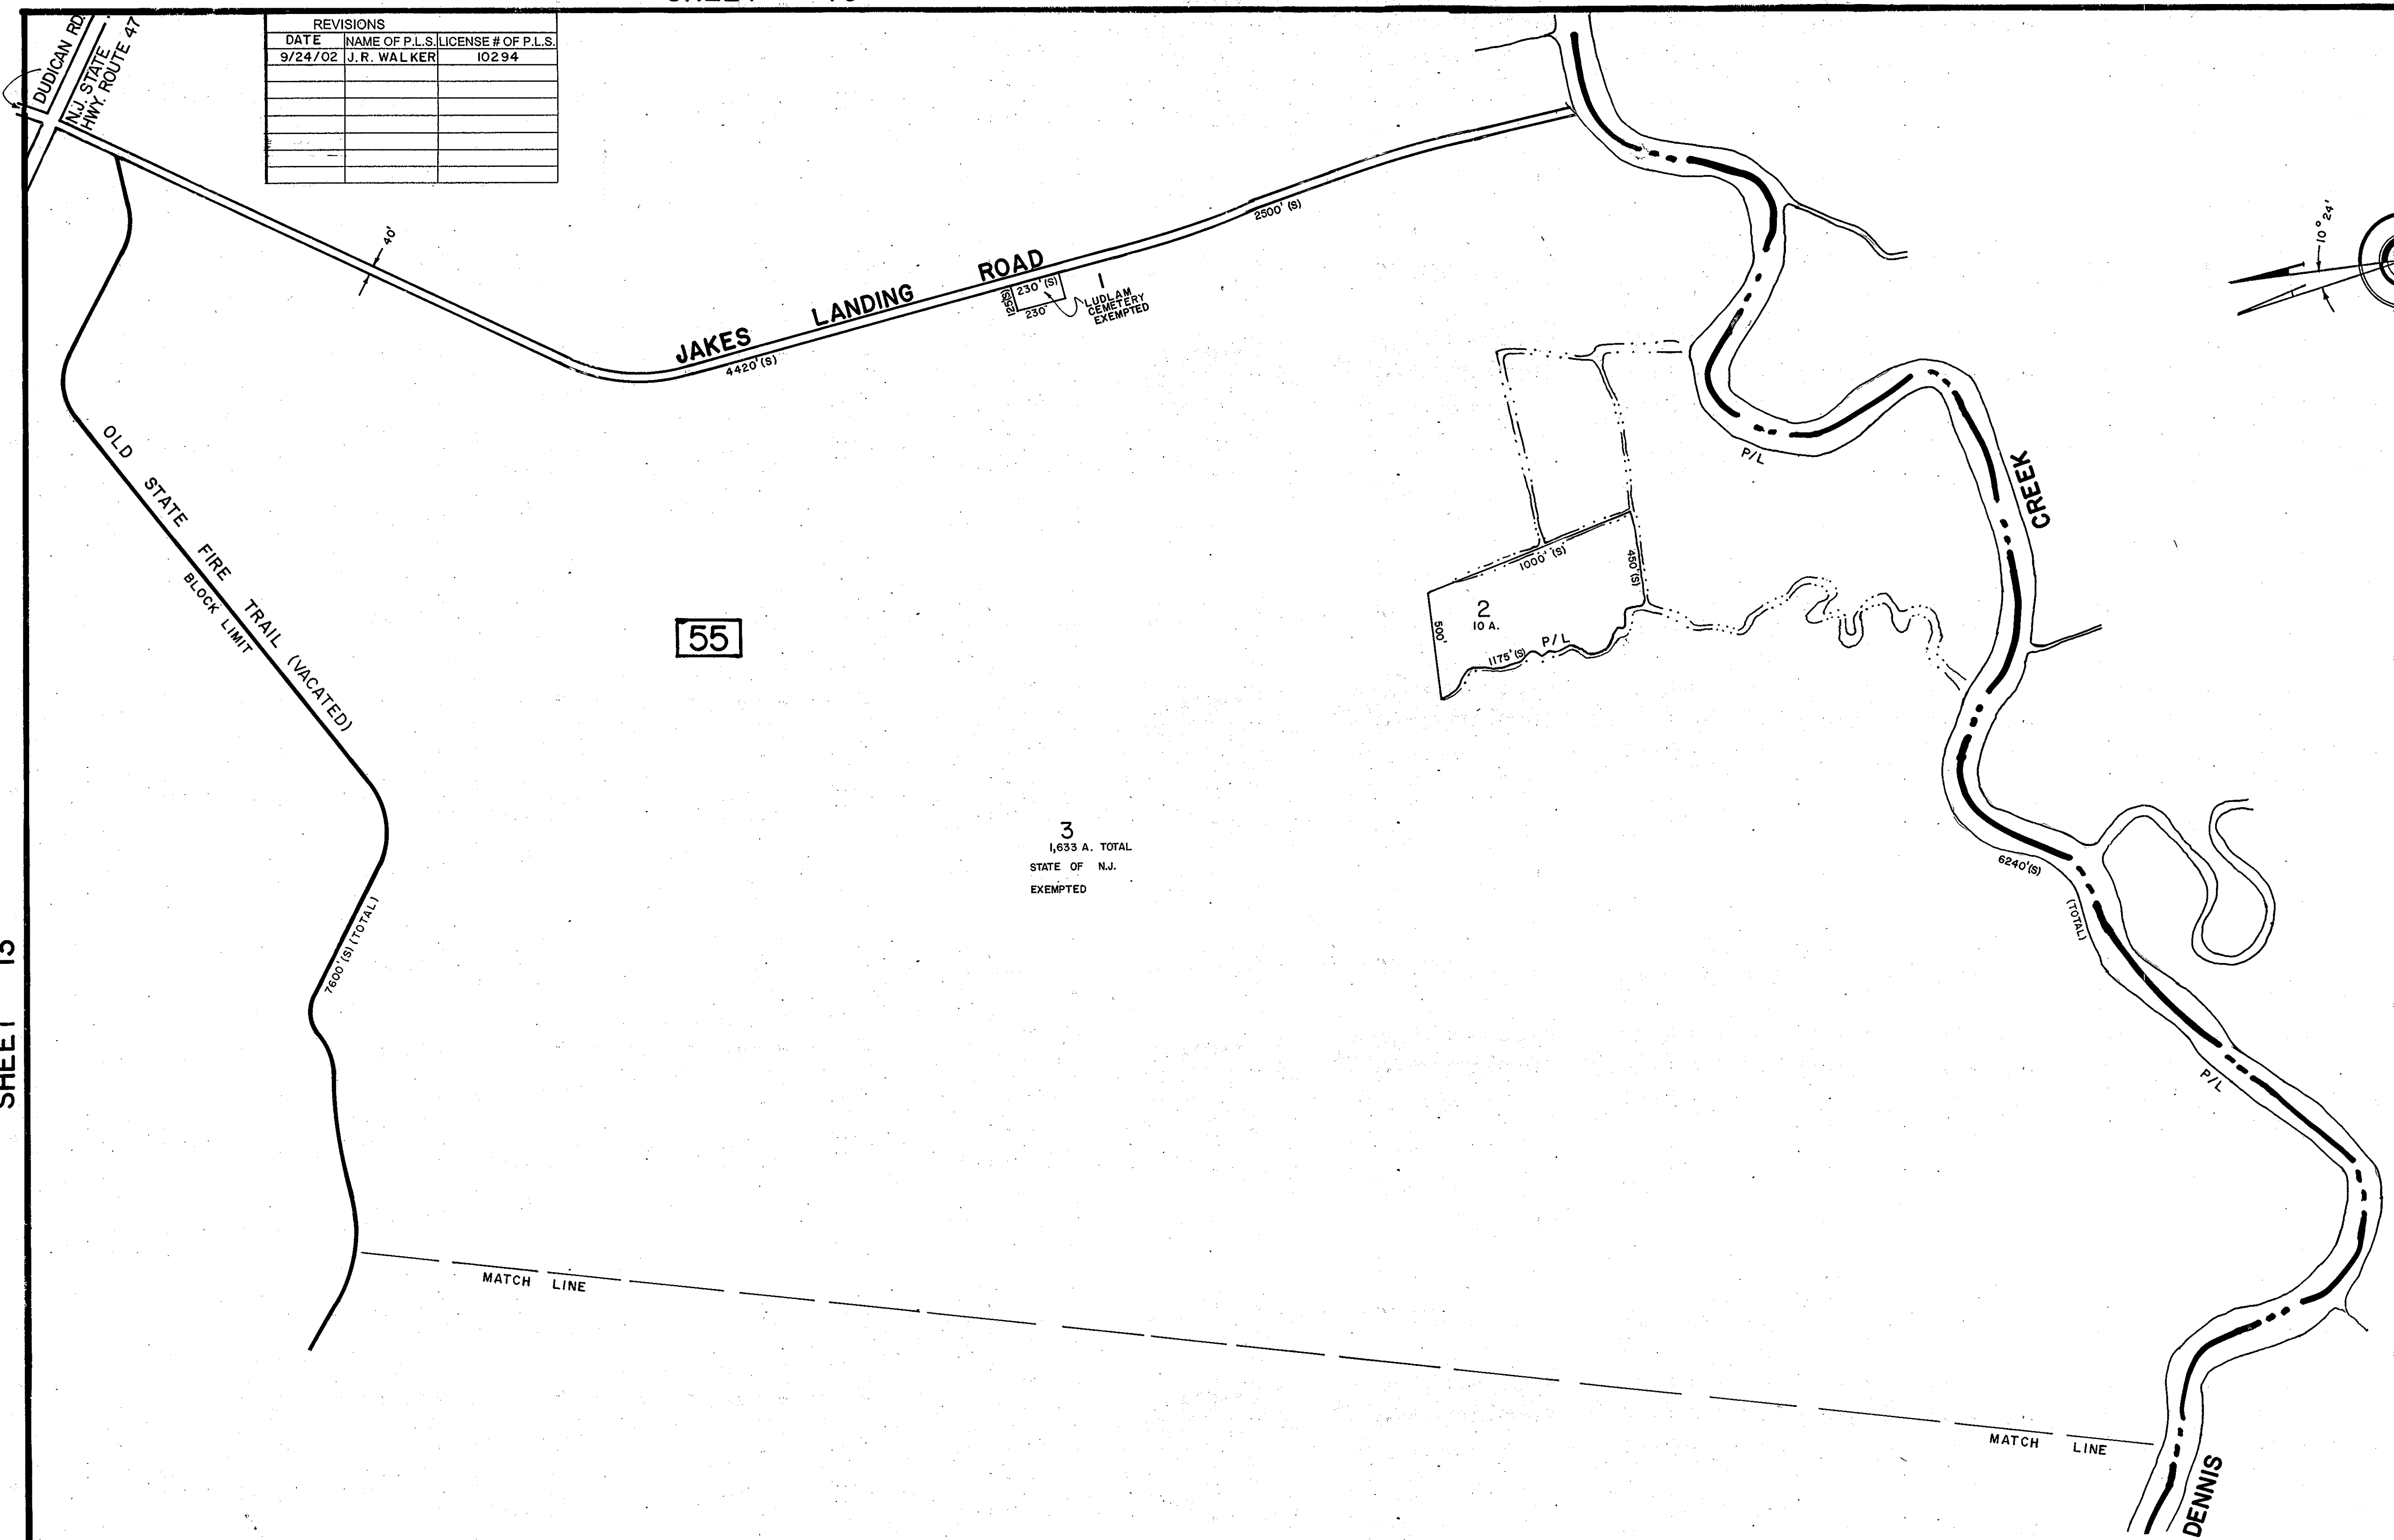 REVISIONS
DATE NAME OF P.L.S. LICENSE # OF P.L.S.
9/24/02 J.R. WALKER 10294
DUDICAN RD.
N.J. STATE
HWY. ROUTE 47
40'
JAKES LANDING ROAD
4420'(S)
2500'(S)
125'(S)
230'(S)
230'
1
LUDLAM
CEMETERY
EXEMPTED
10°24'
OLD STATE FIRE TRAIL (VACATED)
BLOCK LIMIT
7600'(S)(TOTAL)
55
P/L
CREEK
1000'(S)
450'(S)
2
10 A.
500'
1175'(S)
P/L
3
1,633 A. TOTAL
STATE OF N.J.
EXEMPTED
6240'(S)
(TOTAL)
P/L
SHEET 13
MATCH LINE
MATCH LINE
DENNIS